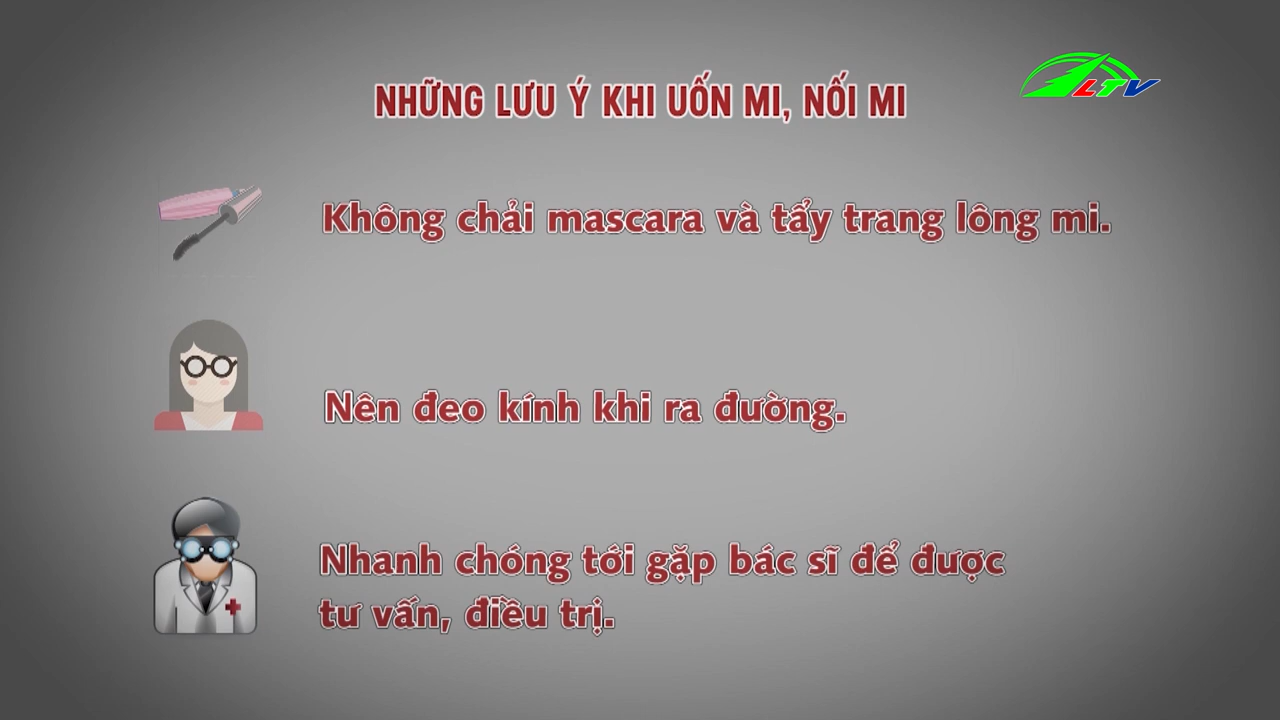 NHỮNG LƯU Ý KHI UỐN MI, NỐI MI
LTV
Không chải mascara và tẩy trang lông mi.
Nên đeo kính khi ra đường.
Nhanh chóng tới gặp bác sĩ để được
tư vấn, điều trị.